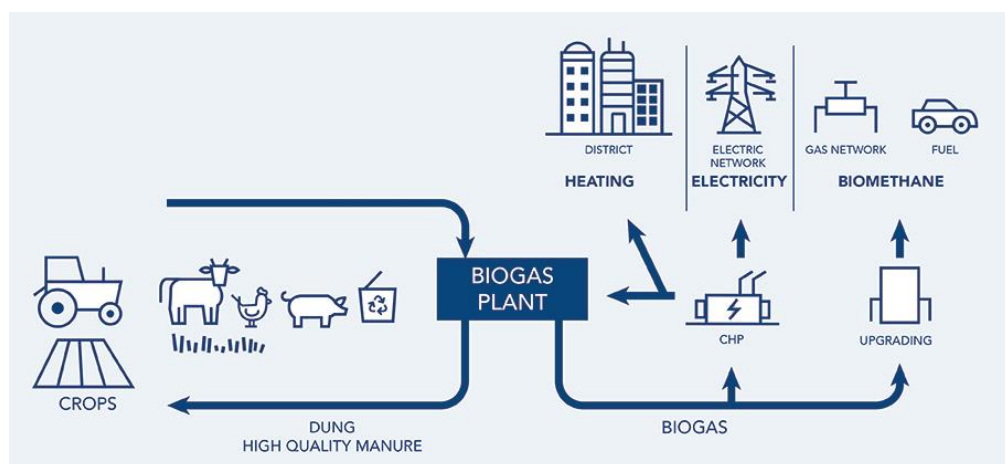 DISTRICT
HEATING
ELECTRIC
NETWORK
ELECTRICITY
GAS NETWORK
FUEL
BIOMETHANE
BIOGAS
PLANT
CHP
UPGRADING
CROPS
DUNG
HIGH QUALITY MANURE
BIOGAS